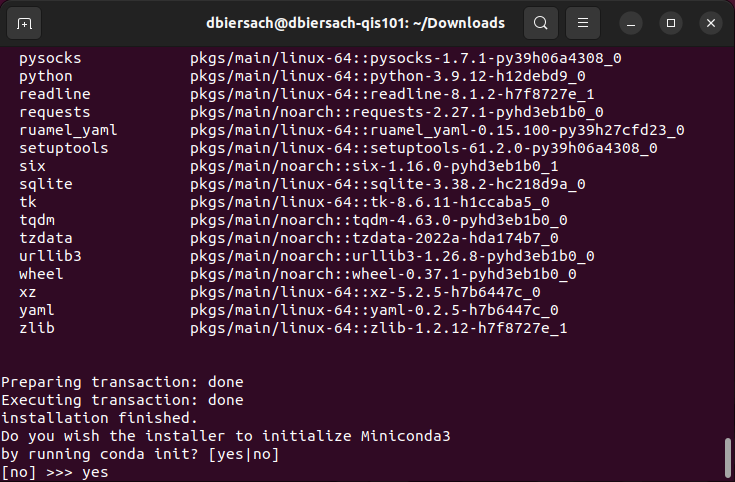 dbiersach@dbiersach-qis101: ~/Downloads
pysocks pkgs/main/linux-64::pysocks-1.7.1-py39h06a4308_0
python pkgs/main/linux-64::python-3.9.12-h12debd9_0
readline pkgs/main/linux-64::readline-8.1.2-h7f8727e_1
requests pkgs/main/noarch::requests-2.27.1-pyhd3eb1b0_0
ruamel_yaml pkgs/main/linux-64::ruamel_yaml-0.15.100-py39h27cfd23_0
setuptools pkgs/main/linux-64::setuptools-61.2.0-py39h06a4308_0
six pkgs/main/noarch::six-1.16.0-pyhd3eb1b0_1
sqlite pkgs/main/linux-64::sqlite-3.38.2-hc218d9a_0
tk pkgs/main/linux-64::tk-8.6.11-h1ccaba5_0
tqdm pkgs/main/noarch::tqdm-4.63.0-pyhd3eb1b0_0
tzdata pkgs/main/noarch::tzdata-2022a-hda174b7_0
urllib3 pkgs/main/noarch::urllib3-1.26.8-pyhd3eb1b0_0
wheel pkgs/main/noarch::wheel-0.37.1-pyhd3eb1b0_0
xz pkgs/main/linux-64::xz-5.2.5-h7b6447c_0
yaml pkgs/main/linux-64::yaml-0.2.5-h7b6447c_0
zlib pkgs/main/linux-64::zlib-1.2.12-h7f8727e_1
Preparing transaction: done
Executing transaction: done
installation finished.
Do you wish the installer to initialize Miniconda3
by running conda init? [yes|no]
[no] >>> yes